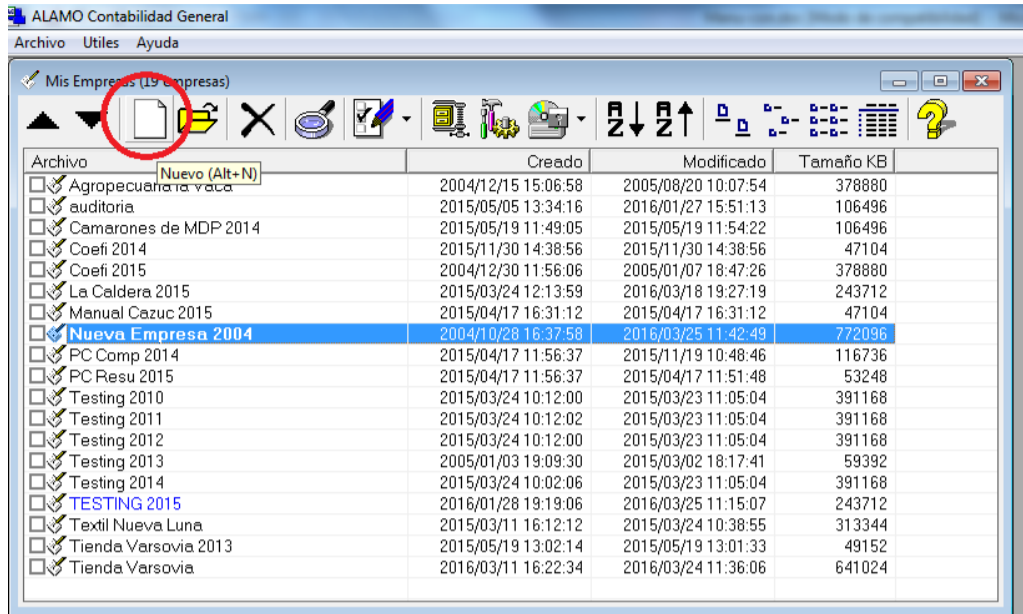 ALAMO Contabilidad General
Archivo Utiles Ayuda
Mis Empresas (19 empresas)
Archivo Creado Modificado Tamaño KB
Nuevo (Alt+N)
Agropecuaria la Vaca 2004/12/15 15:06:58 2005/08/20 10:07:54 378880
auditoria 2015/05/05 13:34:16 2016/01/27 15:51:13 106496
Camarones de MDP 2014 2015/05/19 11:49:05 2015/05/19 11:54:22 106496
Coefi 2014 2015/11/30 14:38:56 2015/11/30 14:38:56 47104
Coefi 2015 2004/12/30 11:56:06 2005/01/07 18:47:26 378880
La Caldera 2015 2015/03/24 12:13:59 2016/03/18 19:27:19 243712
Manual Cazuc 2015 2015/04/17 16:31:12 2015/04/17 16:31:12 47104
Nueva Empresa 2004 2004/10/28 16:37:58 2016/03/25 11:42:49 772096
PC Comp 2014 2015/04/17 11:56:37 2015/11/19 10:48:46 116736
PC Resu 2015 2015/04/17 11:56:37 2015/04/17 11:51:48 53248
Testing 2010 2015/03/24 10:12:00 2015/03/23 11:05:04 391168
Testing 2011 2015/03/24 10:12:02 2015/03/23 11:05:04 391168
Testing 2012 2015/03/24 10:12:00 2015/03/23 11:05:04 391168
Testing 2013 2005/01/03 19:09:30 2015/03/02 18:17:41 59392
Testing 2014 2015/03/24 10:02:06 2015/03/23 11:05:04 391168
TESTING 2015 2016/01/28 19:19:06 2016/03/25 11:15:07 243712
Textil Nueva Luna 2015/03/11 16:12:12 2015/03/24 10:38:55 313344
Tienda Varsovia 2013 2015/05/19 13:02:14 2015/05/19 13:01:33 49152
Tienda Varsovia 2016/03/11 16:22:34 2016/03/24 11:36:06 641024